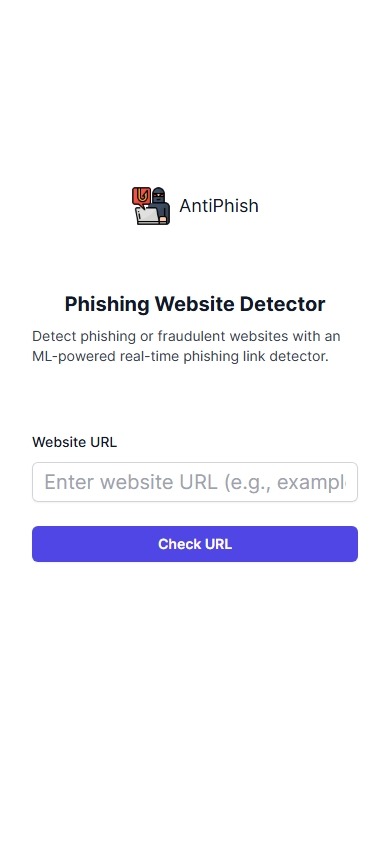 AntiPhish
Phishing Website Detector
Detect phishing or fraudulent websites with an
ML-powered real-time phishing link detector.
Website URL
Enter website URL (e.g., exampl
Check URL